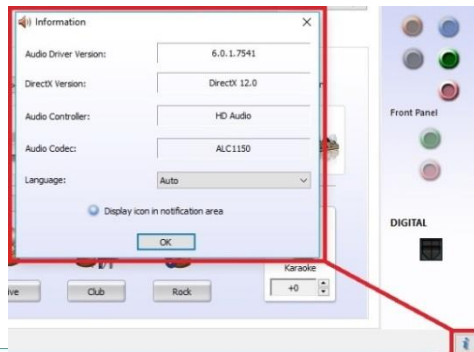 Information
Audio Driver Version: 6.0.1.7541
DirectX Version: DirectX 12.0
Audio Controller: HD Audio
Audio Codec: ALC1150
Language: Auto
Display icon in notification area
OK
Front Panel
DIGITAL
Karaoke
Club Rock +0